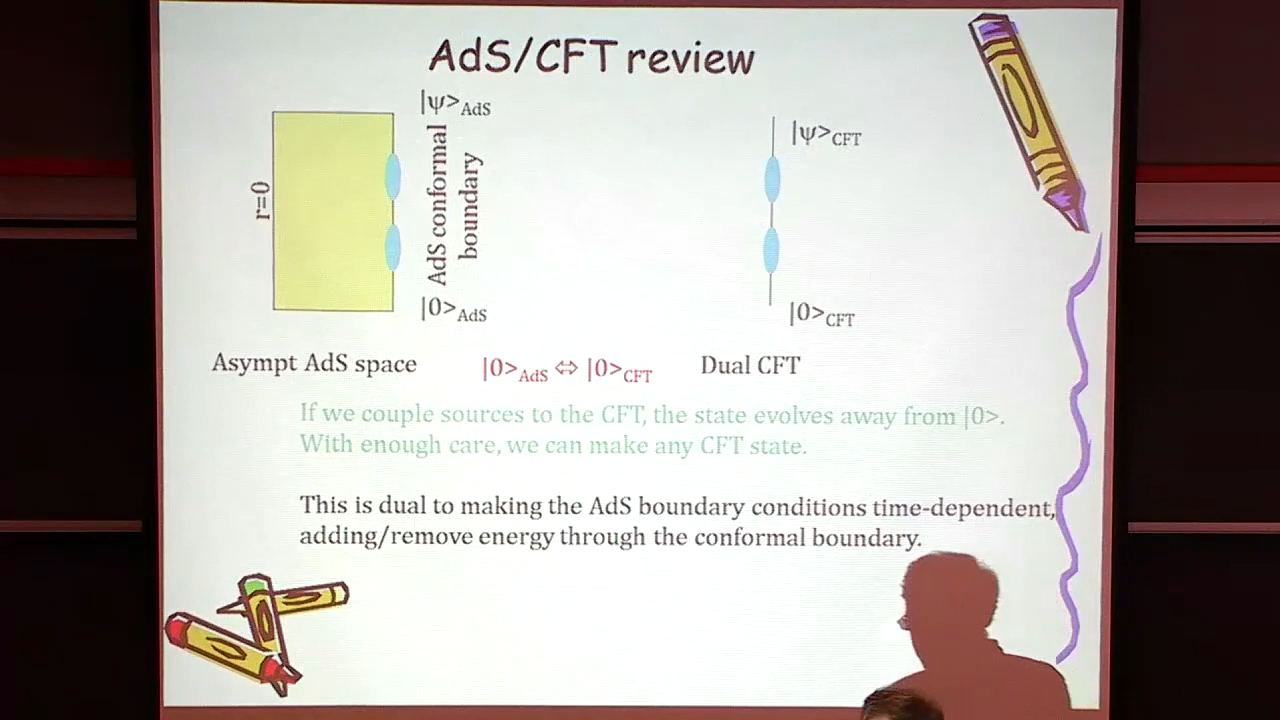 AdS/CFT review
|ψ>AdS
r=0
AdS conformal
boundary
|0>AdS
|ψ>CFT
|0>CFT
Asympt AdS space
|0>AdS ⇔ |0>CFT
Dual CFT
If we couple sources to the CFT, the state evolves away from |0>.
With enough care, we can make any CFT state.
This is dual to making the AdS boundary conditions time-dependent,
adding/remove energy through the conformal boundary.